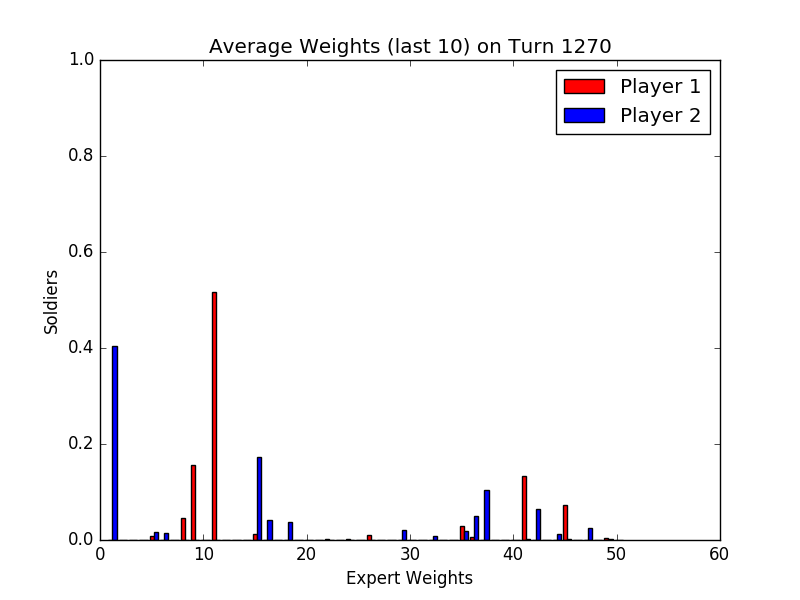 Average Weights (last 10) on Turn 1270
1.0
Player 1
Player 2
0.8
0.6
Soldiers
0.4
0.2
0.0
0 10 20 30 40 50 60
Expert Weights